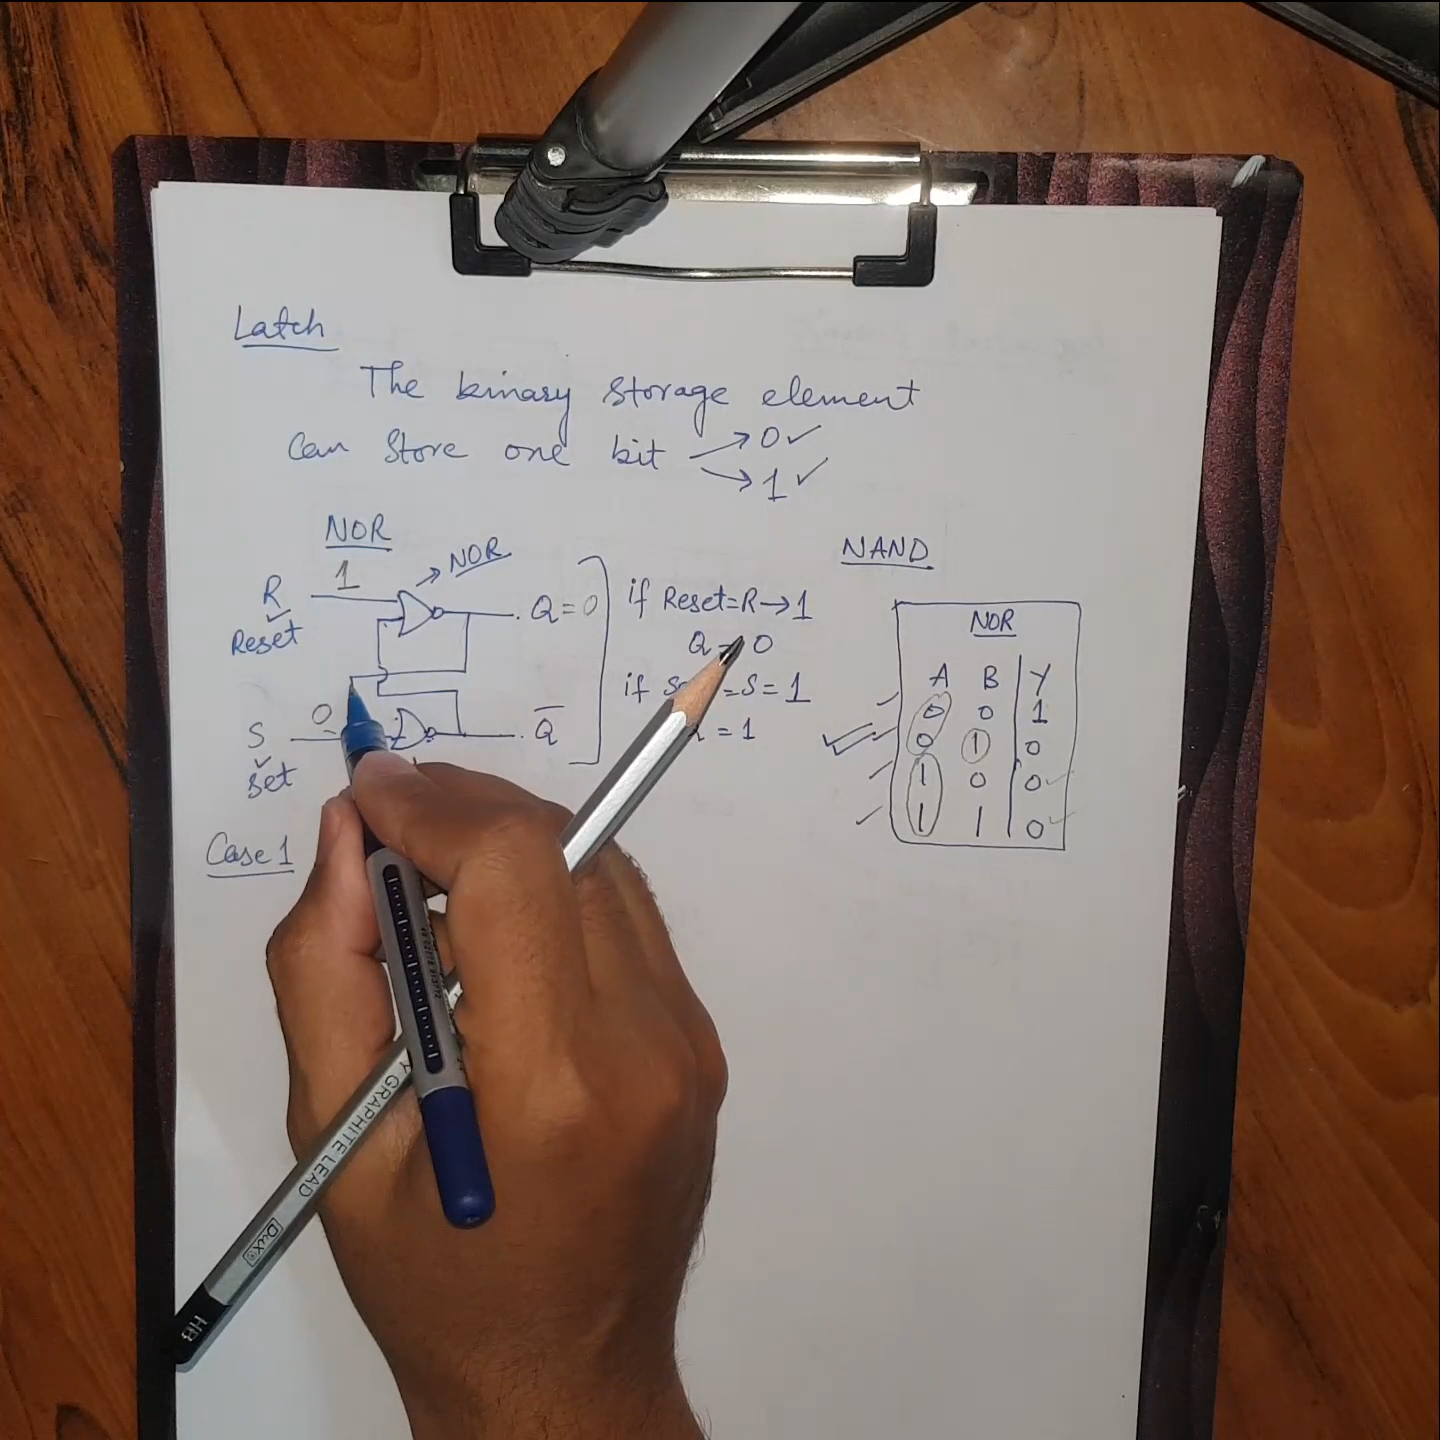 Latch
The binary storage element
Can Store one bit → 0 ✓
→ 1 ✓
NOR
→ NOR
R 1 Q = 0
Reset
S 0 Q̅
Set
if Reset=R→1
Q = 0
if =S=1
= 1
NAND
NOR
A B Y
0 0 1
0 1 0
1 0 0
1 1 0
Case 1
GRAPHITE LEAD
Dux
HB